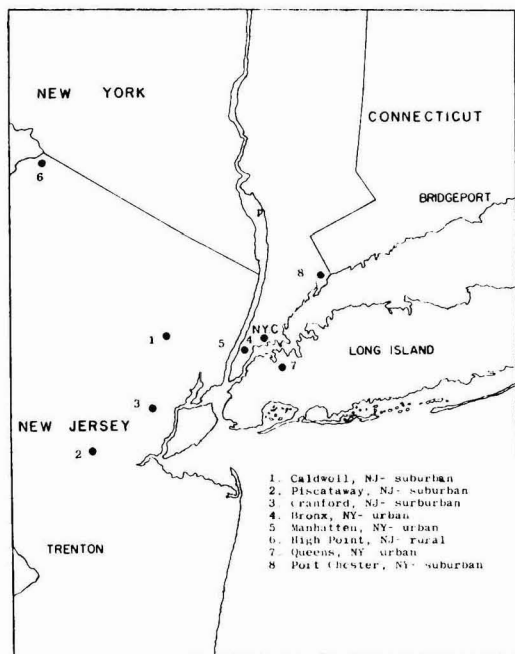 NEW YORK
CONNECTICUT
6
BRIDGEPORT
8
NYC
1
5
4
LONG ISLAND
7
3
NEW JERSEY
2
1. Caldwell, NJ- suburban
2. Piscataway, NJ- suburban
3 Cranford, NJ- surburban
4. Bronx, NY- urban
5 Manhatten, NY- urban
6. High Point, NJ- rural
7. Queens, NY urban
8 Port Chester, NY- suburban
TRENTON